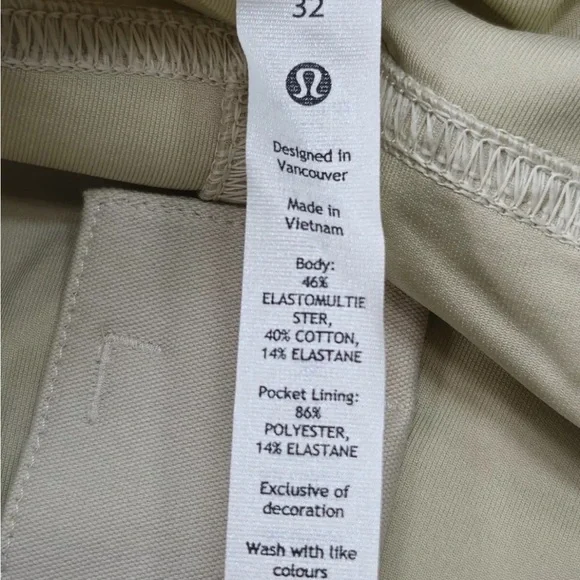 32
Designed in
Vancouver
Made in
Vietnam
Body:
46%
ELASTOMULTIE
STER,
40% COTTON,
14% ELASTANE
Pocket Lining:
86%
POLYESTER,
14% ELASTANE
Exclusive of
decoration
Wash with like
colours